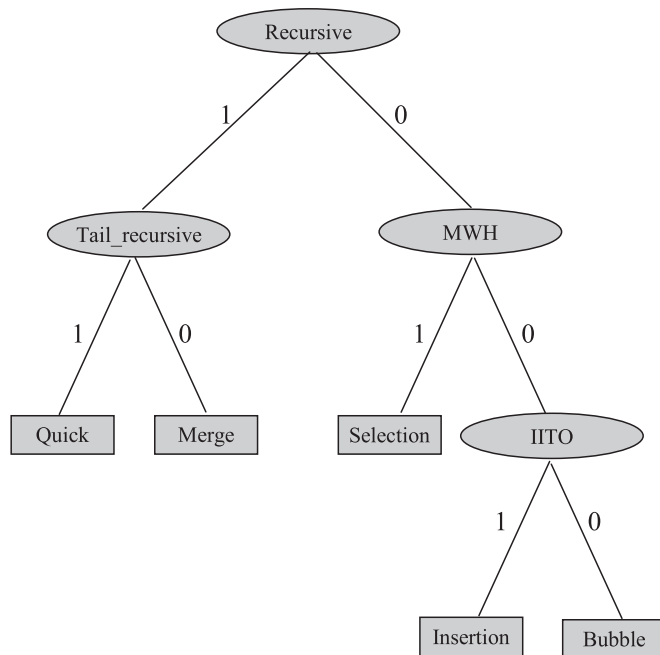 Recursive
1
0
Tail_recursive
MWH
1
0
1
0
Quick
Merge
Selection
IITO
1
0
Insertion
Bubble